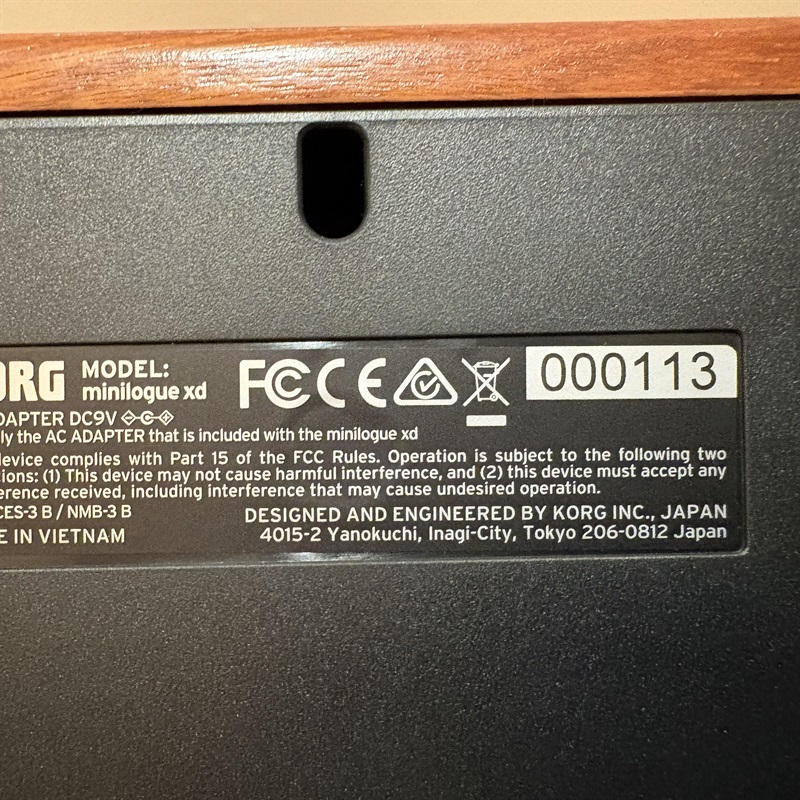 ORG MODEL:
minilogue xd
FCC CE
000113
DAPTER DC9V
ly the AC ADAPTER that is included with the minilogue xd
device complies with Part 15 of the FCC Rules. Operation is subject to the following two
ions: (1) This device may not cause harmful interference, and (2) this device must accept any
erence received, including interference that may cause undesired operation.
CES-3 B / NMB-3 B
E IN VIETNAM
DESIGNED AND ENGINEERED BY KORG INC., JAPAN
4015-2 Yanokuchi, Inagi-City, Tokyo 206-0812 Japan